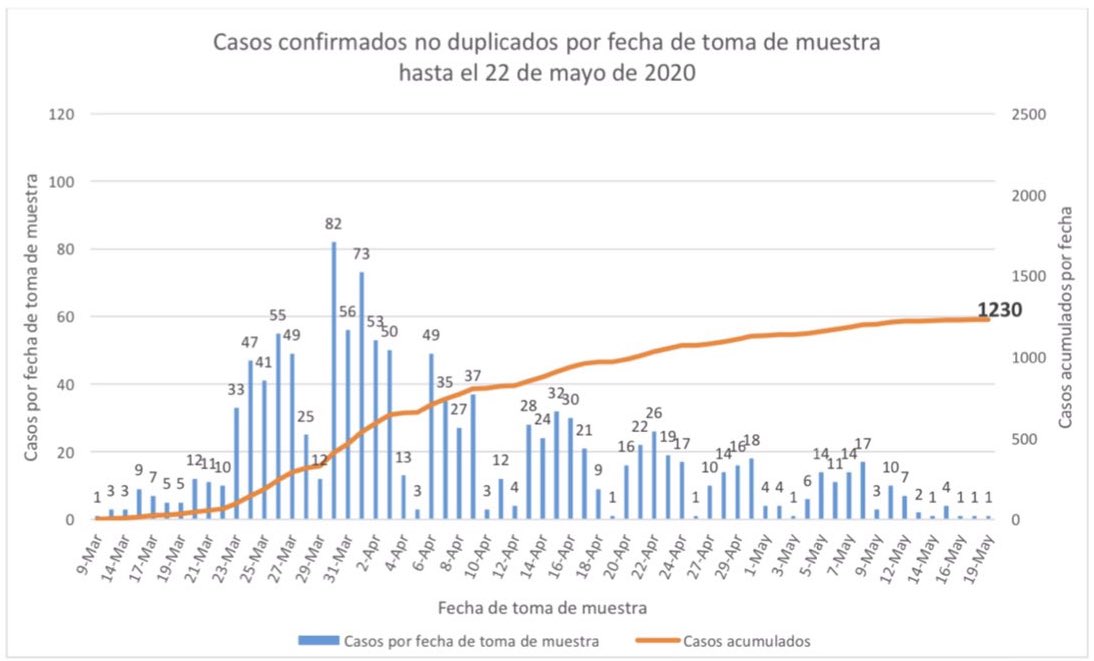 Casos confirmados no duplicados por fecha de toma de muestra
hasta el 22 de mayo de 2020
Casos por fecha de toma de muestra
120
100
80
60
40
20
0
1 3 3 9 7 5 5 12 11 10 33 47 41 55 49 25 12 82 56 73 53 50 13 3 49 35 27 37 3 12 4 28 24 32 30 21 9 1 16 22 26 19 17 1 10 14 16 18 4 4 1 6 14 11 14 17 3 10 7 2 1 4 1 1 1
1230
2500
2000
1500
1000
500
0
Casos acumulados por fecha
9-Mar 14-Mar 17-Mar 19-Mar 21-Mar 23-Mar 25-Mar 27-Mar 29-Mar 31-Mar 2-Apr 4-Apr 6-Apr 8-Apr 10-Apr 12-Apr 14-Apr 16-Apr 18-Apr 20-Apr 22-Apr 24-Apr 27-Apr 29-Apr 1-May 3-May 5-May 7-May 9-May 12-May 14-May 16-May 19-May
Fecha de toma de muestra
Casos por fecha de toma de muestra Casos acumulados